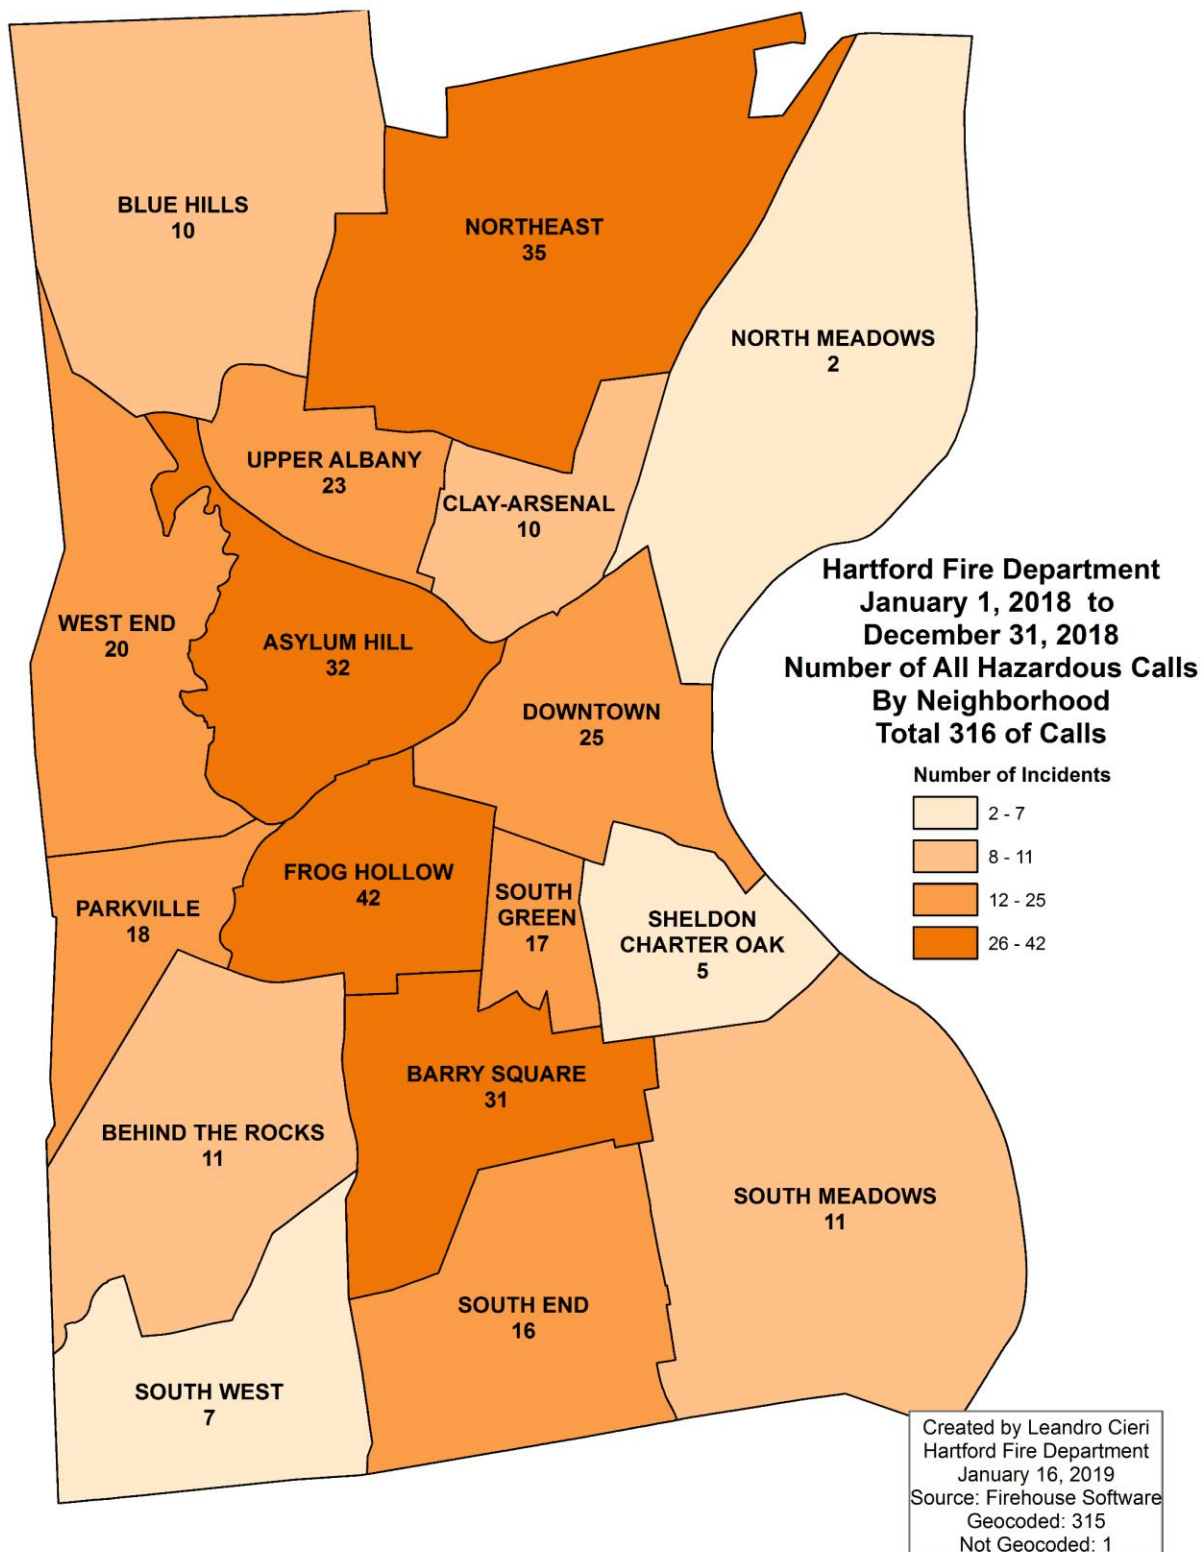 BLUE HILLS
10
NORTHEAST
35
NORTH MEADOWS
2
UPPER ALBANY
23
CLAY-ARSENAL
10
WEST END
20
ASYLUM HILL
32
DOWNTOWN
25
Hartford Fire Department
January 1, 2018 to
December 31, 2018
Number of All Hazardous Calls
By Neighborhood
Total 316 of Calls
Number of Incidents
2 - 7
8 - 11
12 - 25
26 - 42
FROG HOLLOW
42
SOUTH
GREEN
17
PARKVILLE
18
SHELDON
CHARTER OAK
5
BARRY SQUARE
31
BEHIND THE ROCKS
11
SOUTH MEADOWS
11
SOUTH END
16
SOUTH WEST
7
Created by Leandro Cieri
Hartford Fire Department
January 16, 2019
Source: Firehouse Software
Geocoded: 315
Not Geocoded: 1